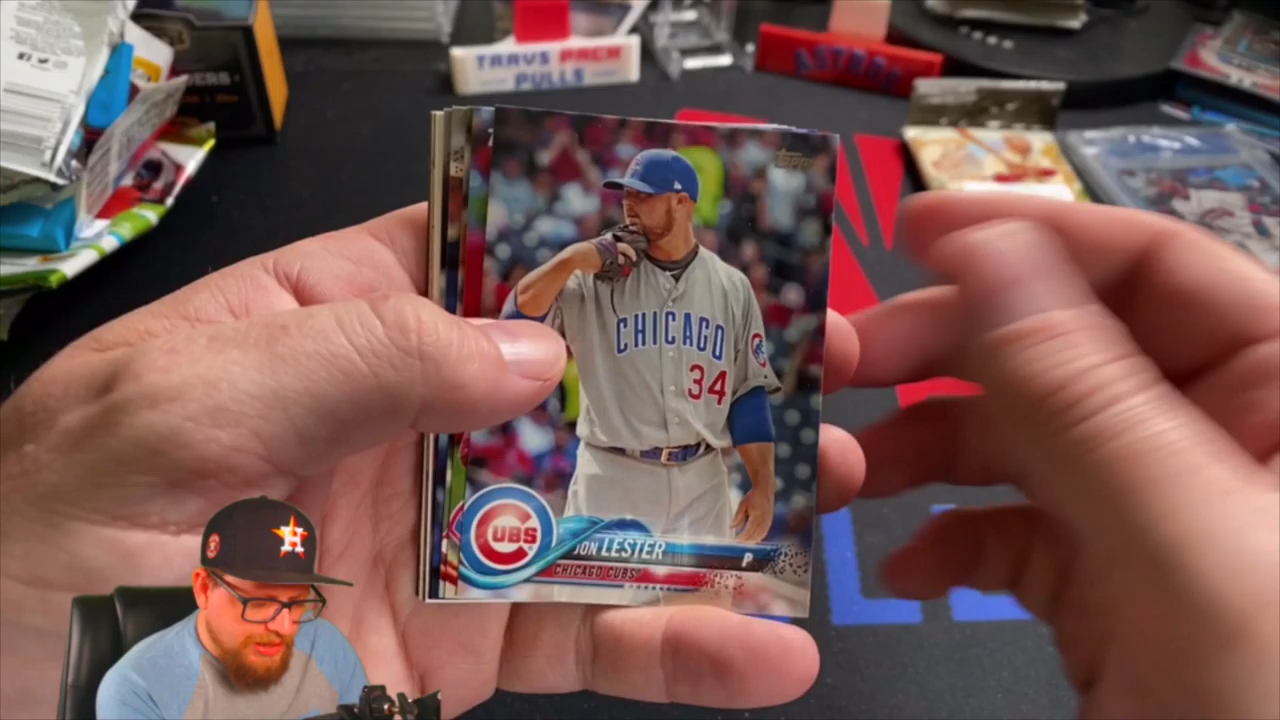 TRAVS PACK
PULLS
ASTROS
Topps
CHICAGO
34
CUBS
JON LESTER
P
CHICAGO CUBS
H